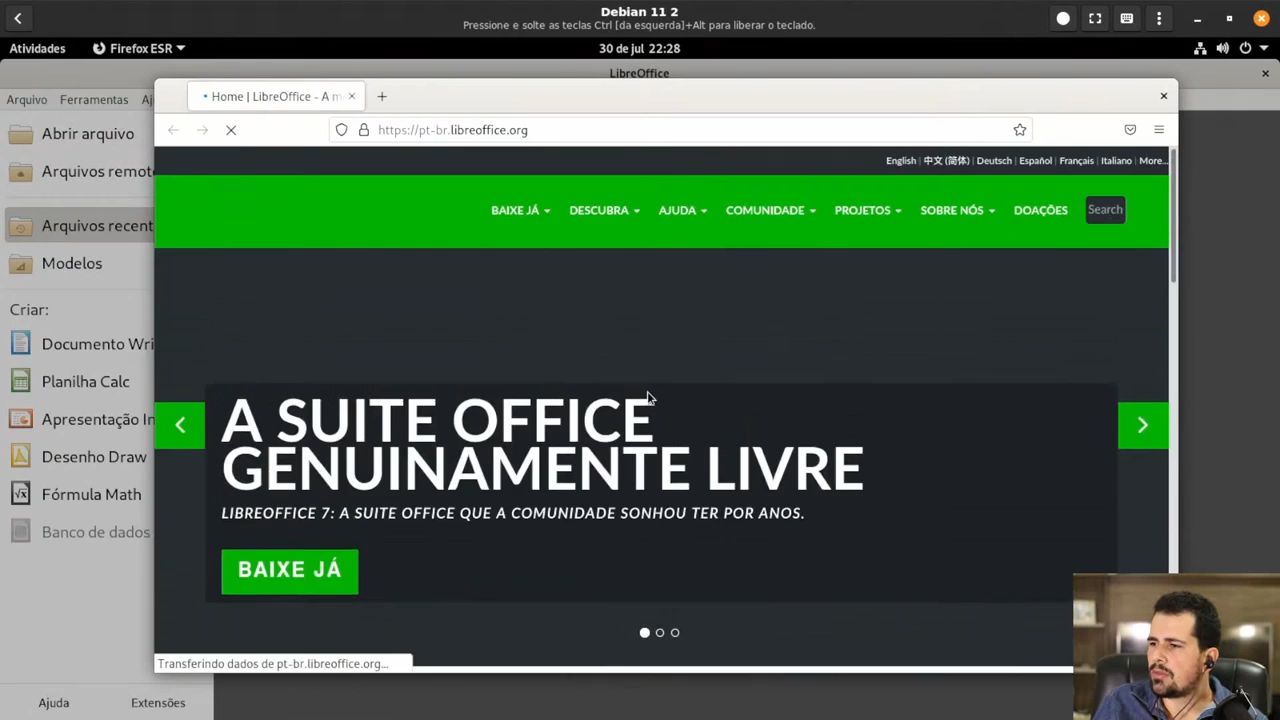 Debian 11 2
Pressione e solte as teclas Ctrl [da esquerda]+Alt para liberar o teclado.
Atividades
Firefox ESR
30 de jul 22:28
LibreOffice
Arquivo
Ferramentas
Aj
Home | LibreOffice - A m
https://pt-br.libreoffice.org
Abrir arquivo
Arquivos remot
Arquivos recent
Modelos
Criar:
Documento Wri
Planilha Calc
Apresentação In
Desenho Draw
Fórmula Math
Banco de dados
Ajuda
Extensões
English | 中文 (简体) | Deutsch | Español | Français | Italiano | More...
BAIXE JÁ
DESCUBRA
AJUDA
COMUNIDADE
PROJETOS
SOBRE NÓS
DOAÇÕES
Search
A SUITE OFFICE
GENUINAMENTE LIVRE
LIBREOFFICE 7: A SUITE OFFICE QUE A COMUNIDADE SONHOU TER POR ANOS.
BAIXE JÁ
Transferindo dados de pt-br.libreoffice.org...